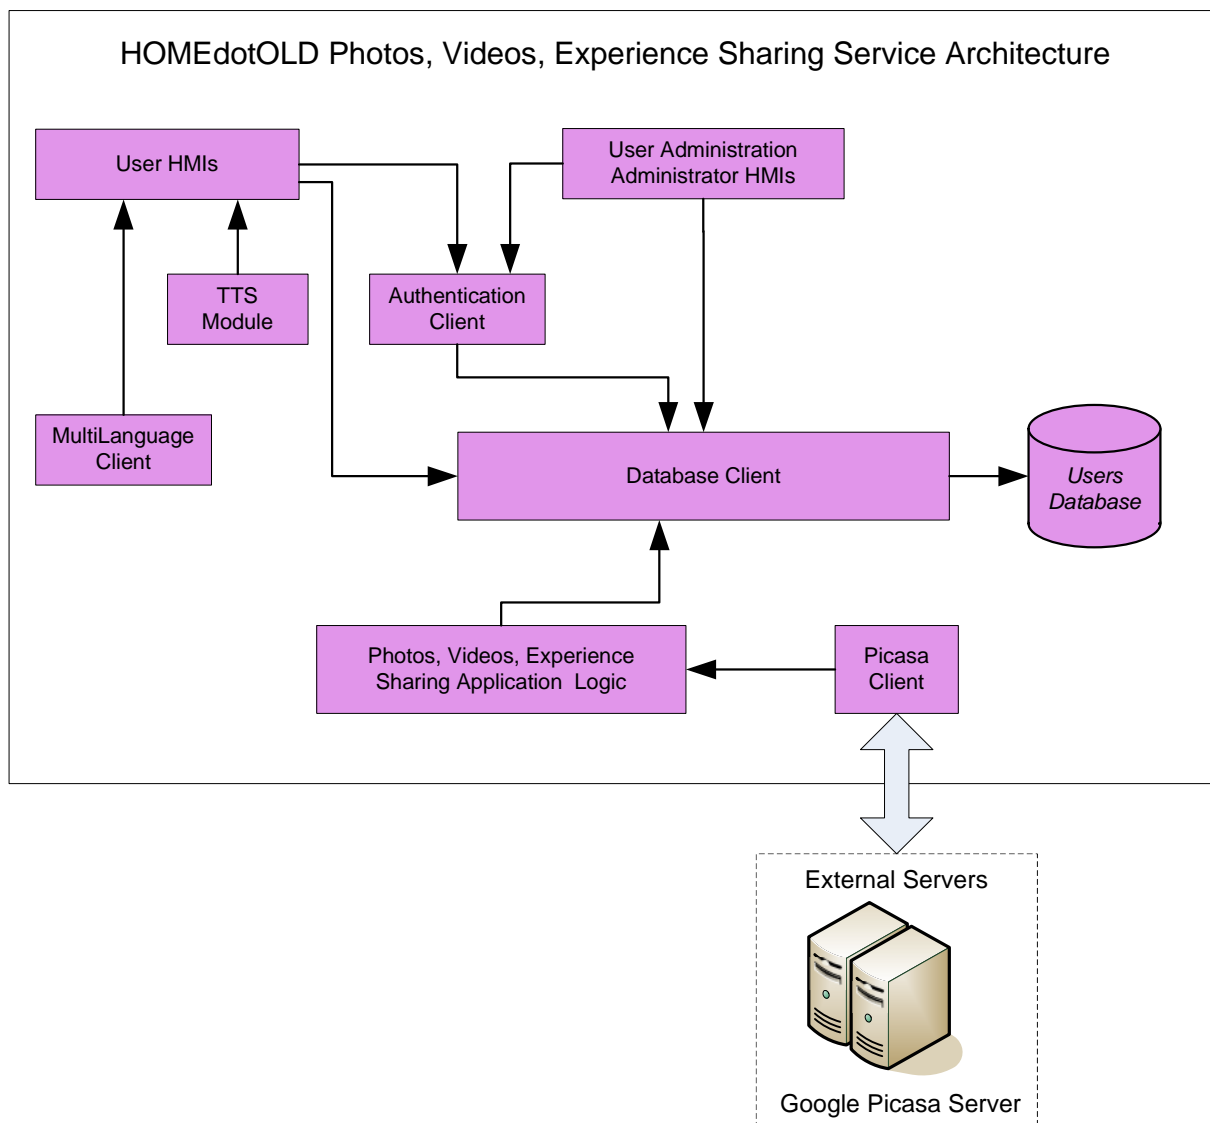 HOMEdotOLD Photos, Videos, Experience Sharing Service Architecture
User HMIs
User Administration
Administrator HMIs
TTS
Module
Authentication
Client
MultiLanguage
Client
Database Client
Users
Database
Photos, Videos, Experience
Sharing Application Logic
Picasa
Client
External Servers
Google Picasa Server